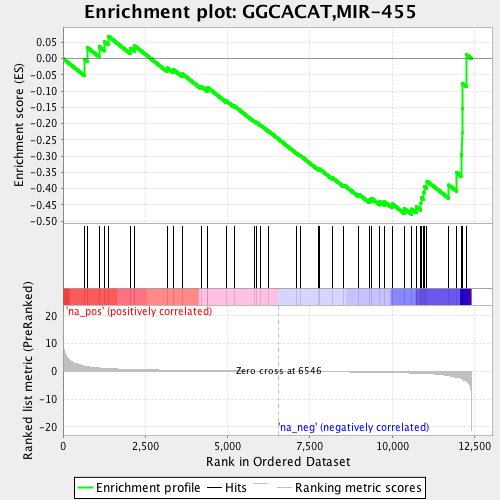 Enrichment plot: GGCACAT,MIR-455
Enrichment score (ES)
0.05
0.00
-0.05
-0.10
-0.15
-0.20
-0.25
-0.30
-0.35
-0.40
-0.45
-0.50
'na_pos' (positively correlated)
Ranked list metric (PreRanked)
20
10
0
-10
-20
Zero cross at 6546
'na_neg' (negatively correlated)
0 2,500 5,000 7,500 10,000 12,500
Rank in Ordered Dataset
Enrichment profile Hits Ranking metric scores